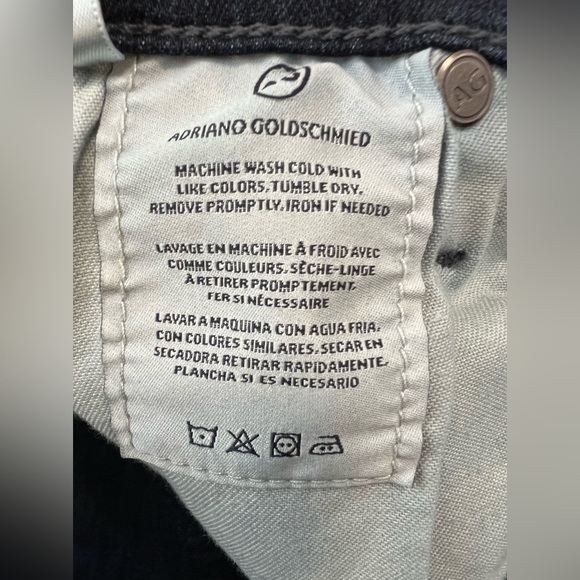 AG
ADRIANO GOLDSCHMIED
MACHINE WASH COLD WITH
LIKE COLORS. TUMBLE DRY.
REMOVE PROMPTLY. IRON IF NEEDED
LAVAGE EN MACHINE À FROID AVEC
COMME COULEURS. SÈCHE-LINGE
À RETIRER PROMPTEMENT.
FER SI NÉCESSAIRE
LAVAR A MAQUINA CON AGUA FRIA.
CON COLORES SIMILARES. SECAR EN
SECADORA RETIRAR RAPIDAMENTE.
PLANCHA SI ES NECESARIO